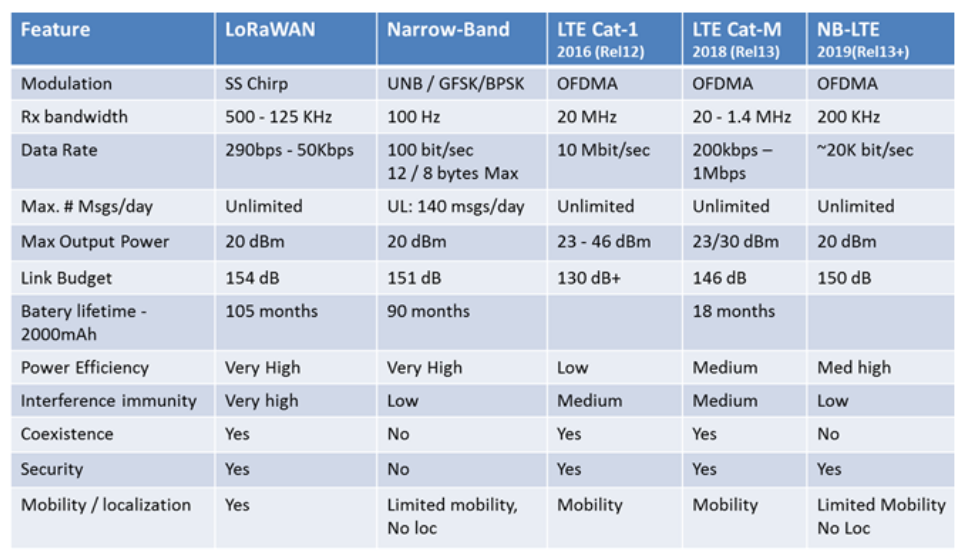 Feature LoRaWAN Narrow-Band LTE Cat-1 LTE Cat-M NB-LTE
2016 (Rel12) 2018 (Rel13) 2019(Rel13+)
Modulation SS Chirp UNB / GFSK/BPSK OFDMA OFDMA OFDMA
Rx bandwidth 500 - 125 KHz 100 Hz 20 MHz 20 - 1.4 MHz 200 KHz
Data Rate 290bps - 50Kbps 100 bit/sec 10 Mbit/sec 200kbps – ~20K bit/sec
12 / 8 bytes Max 1Mbps
Max. # Msgs/day Unlimited UL: 140 msgs/day Unlimited Unlimited Unlimited
Max Output Power 20 dBm 20 dBm 23 - 46 dBm 23/30 dBm 20 dBm
Link Budget 154 dB 151 dB 130 dB+ 146 dB 150 dB
Batery lifetime - 105 months 90 months 18 months
2000mAh
Power Efficiency Very High Very High Low Medium Med high
Interference immunity Very high Low Medium Medium Low
Coexistence Yes No Yes Yes No
Security Yes No Yes Yes Yes
Mobility / localization Yes Limited mobility, Mobility Mobility Limited Mobility
No loc No Loc